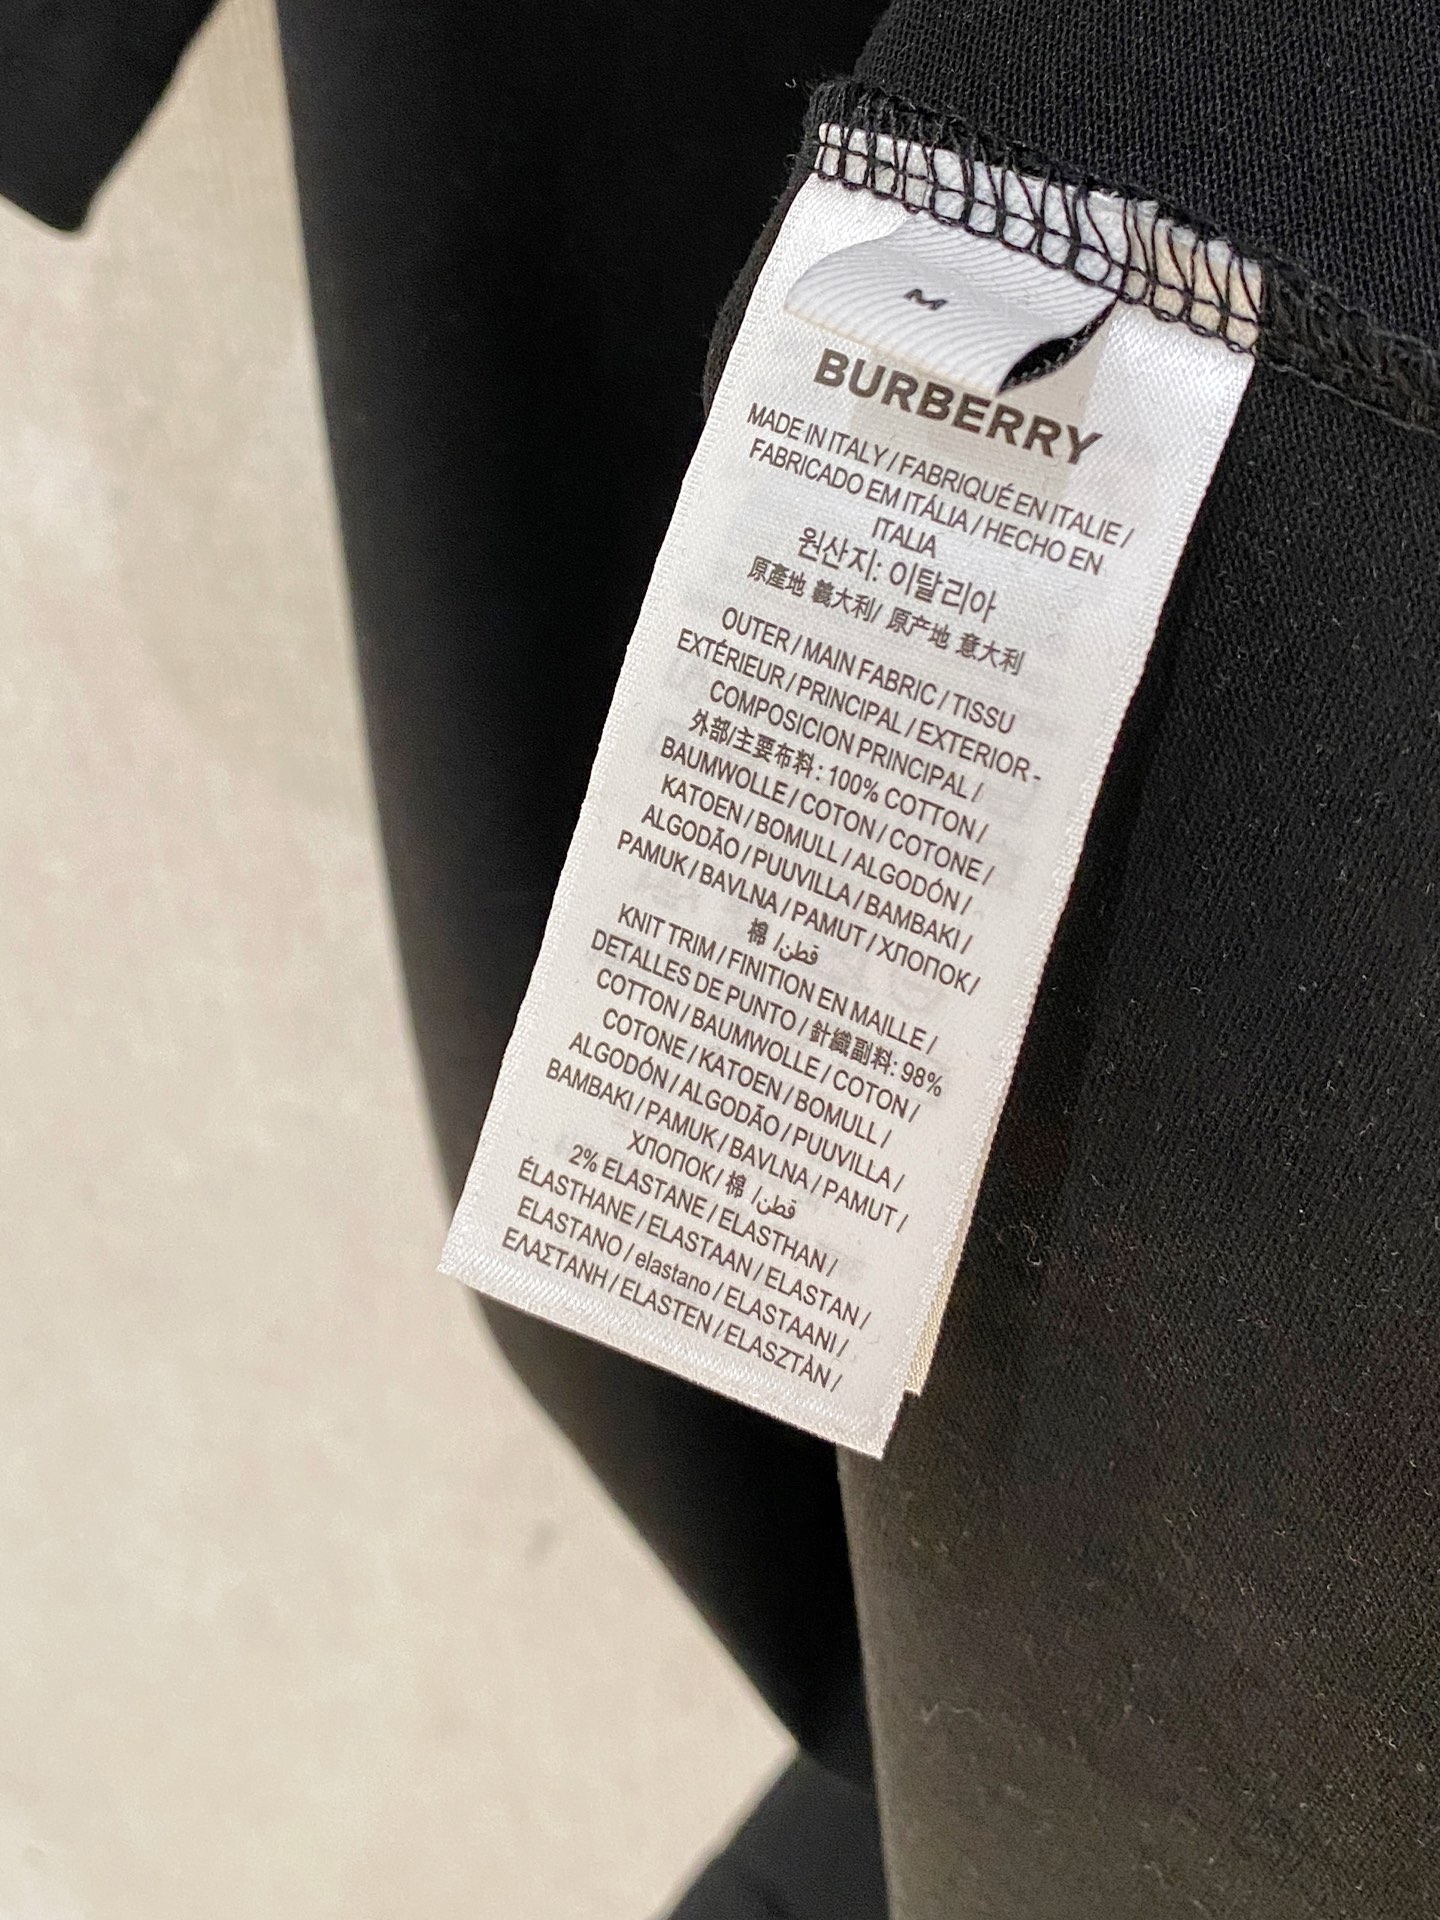 M
BURBERRY
MADE IN ITALY / FABRIQUÉ EN ITALIE /
FABRICADO EM ITÁLIA / HECHO EN
ITALIA
원산지: 이탈리아
原產地 義大利/ 原产地 意大利
OUTER / MAIN FABRIC / TISSU
EXTÉRIEUR / PRINCIPAL / EXTERIOR -
COMPOSICION PRINCIPAL /
外部/主要布料: 100% COTTON /
BAUMWOLLE / COTON / COTONE /
KATOEN / BOMULL / ALGODÓN /
ALGODÃO / PUUVILLA / BAMBAKI /
PAMUK / BAVLNA / PAMUT / ХЛОПОК /
棉 /قطن
KNIT TRIM / FINITION EN MAILLE /
DETALLES DE PUNTO / 針織副料: 98%
COTTON / BAUMWOLLE / COTON /
COTONE / KATOEN / BOMULL /
ALGODÓN / ALGODÃO / PUUVILLA /
BAMBAKI / PAMUK / BAVLNA / PAMUT /
ХЛОПОК / 棉 /قطن
2% ELASTANE / ELASTHAN /
ÉLASTHANE / ELASTAAN / ELASTAN /
ELASTANO / elastano / ELASTAANI /
ΕΛΑΣΤΑΝΗ / ELASTEN / ELASZTÀN /